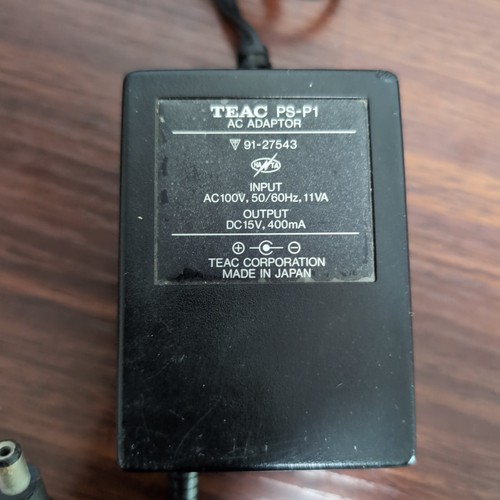 TEAC PS-P1
AC ADAPTOR
91-27543
INPUT
AC100V, 50/60Hz, 11VA
OUTPUT
DC15V, 400mA
+ −
TEAC CORPORATION
MADE IN JAPAN